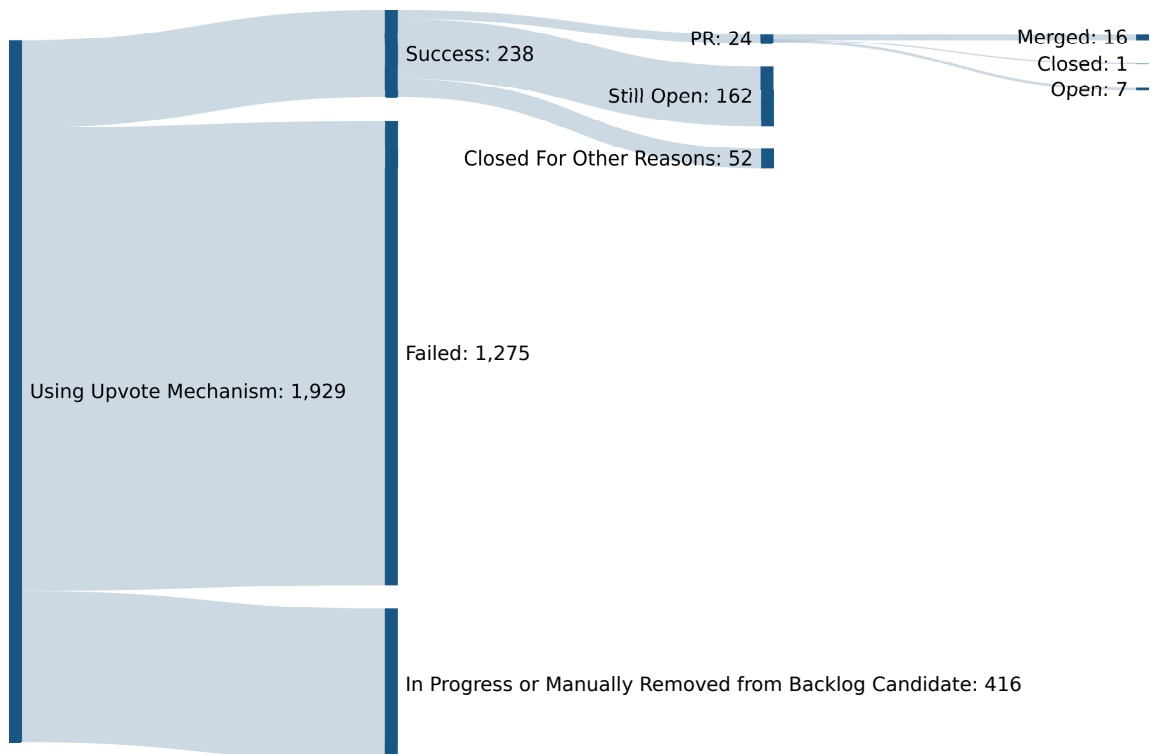 PR: 24
Merged: 16
Success: 238
Closed: 1
Still Open: 162
Open: 7
Closed For Other Reasons: 52
Failed: 1,275
Using Upvote Mechanism: 1,929
In Progress or Manually Removed from Backlog Candidate: 416